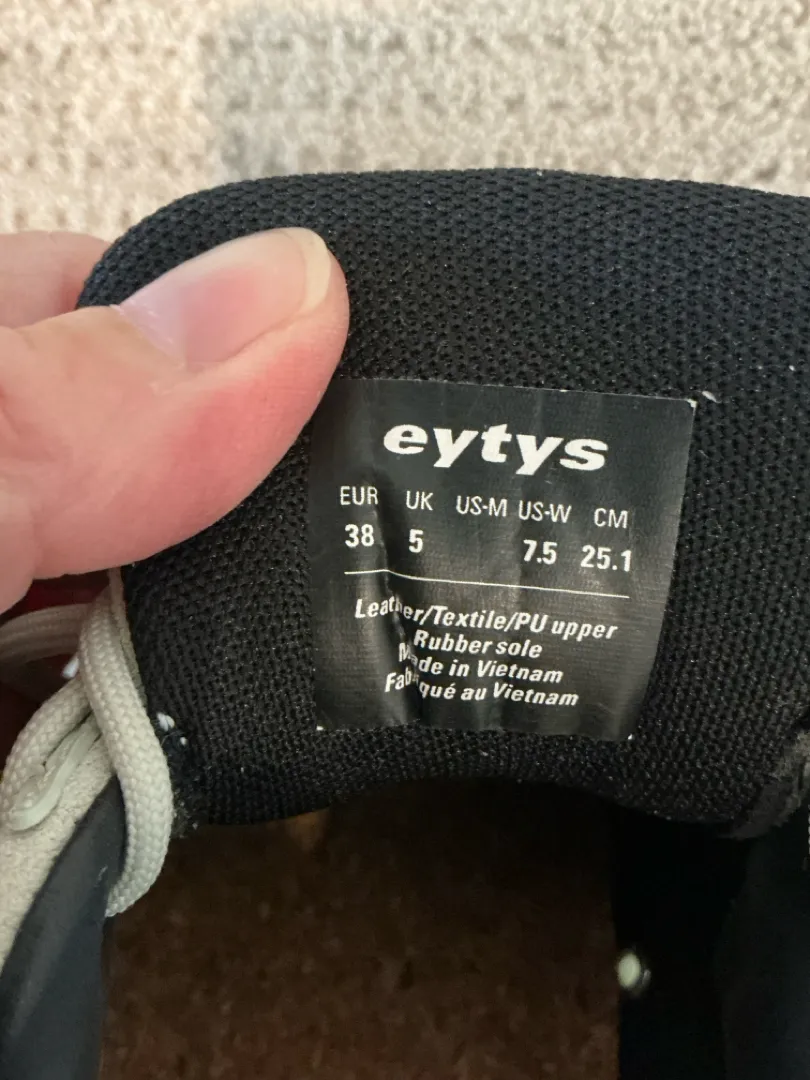 eytys
EUR UK US-M US-W CM
38 5 7.5 25.1
Leather/Textile/PU upper
Rubber sole
Made in Vietnam
Fabriqué au Vietnam